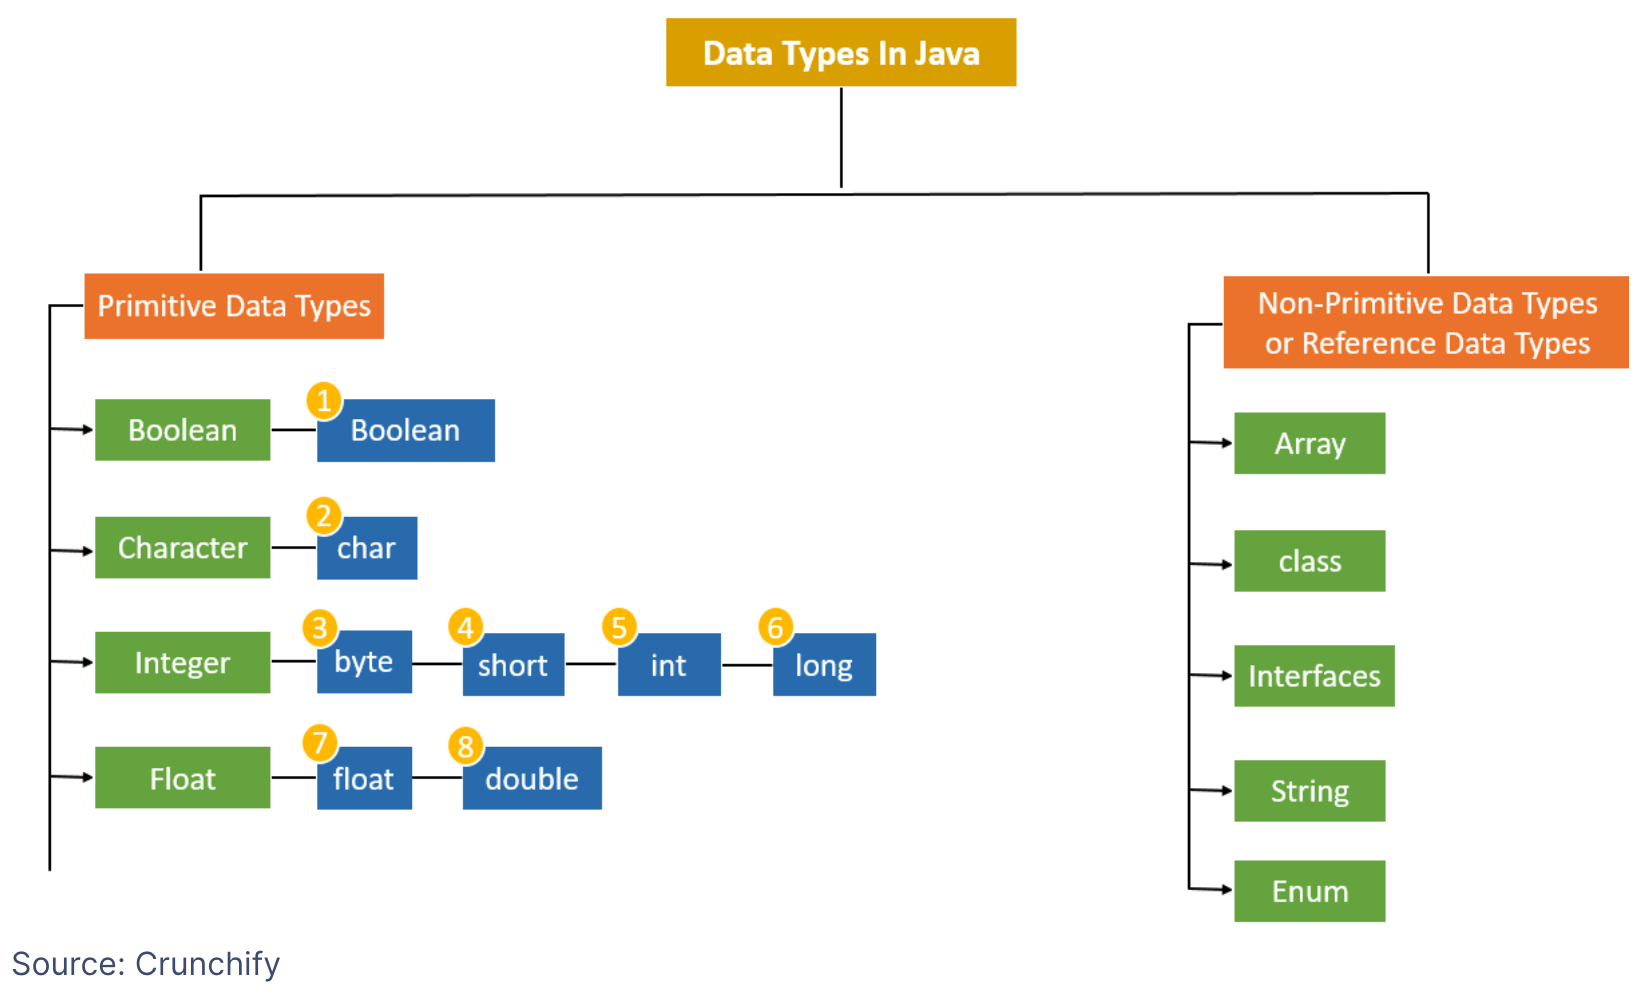 Data Types In Java
Primitive Data Types
Boolean
1
Boolean
Character
2
char
Integer
3
byte
4
short
5
int
6
long
Float
7
float
8
double
Non-Primitive Data Types
or Reference Data Types
Array
class
Interfaces
String
Enum
Source: Crunchify